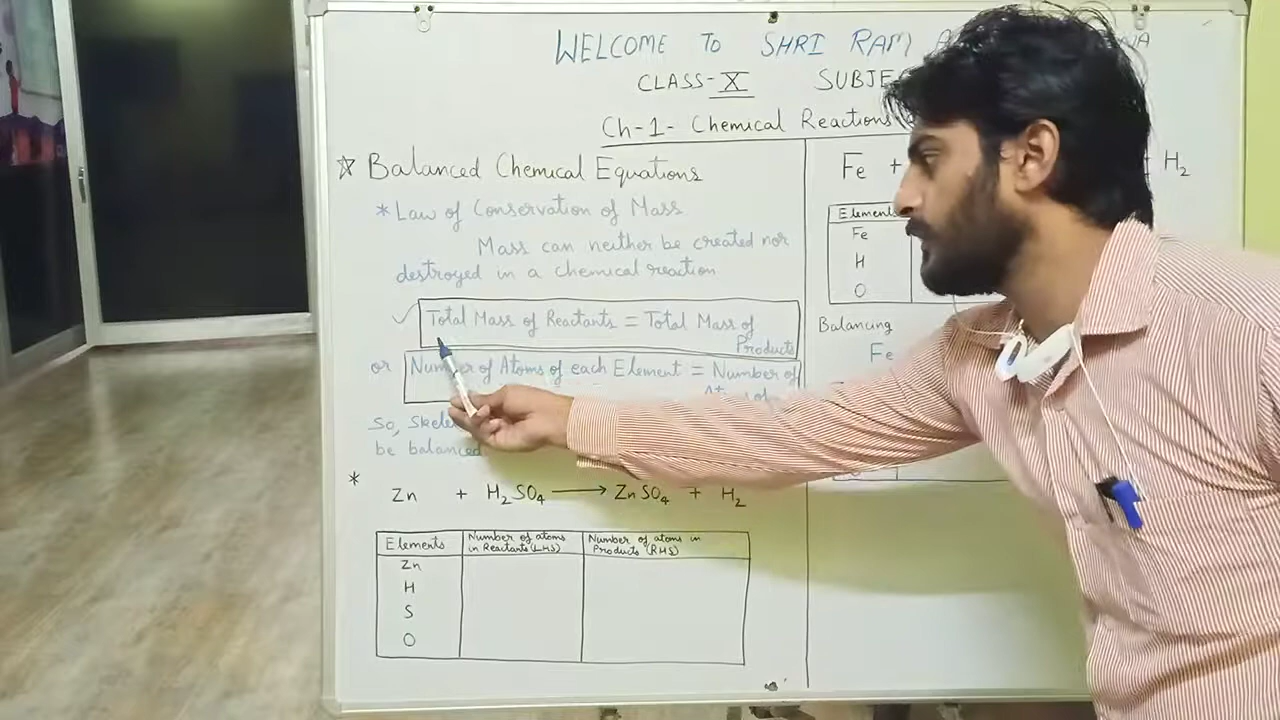 WELCOME TO SHRI RAM
CLASS-X SUBJE
Ch-1- Chemical Reactions
☆ Balanced Chemical Equations
* Law of Conservation of Mass
Mass can neither be created nor
destroyed in a chemical reaction
✓ Total Mass of Reactants = Total Mass of
Products
or Number of Atoms of each Element = Number of
So,
be balanced
* Zn + H₂SO₄ ⟶ ZnSO₄ + H₂
Elements Number of atoms in Reactants (LHS) Number of atoms in Products (RHS)
Zn
H
S
O
Fe + + H₂
Elements
Fe
H
O
Balancing
Fe